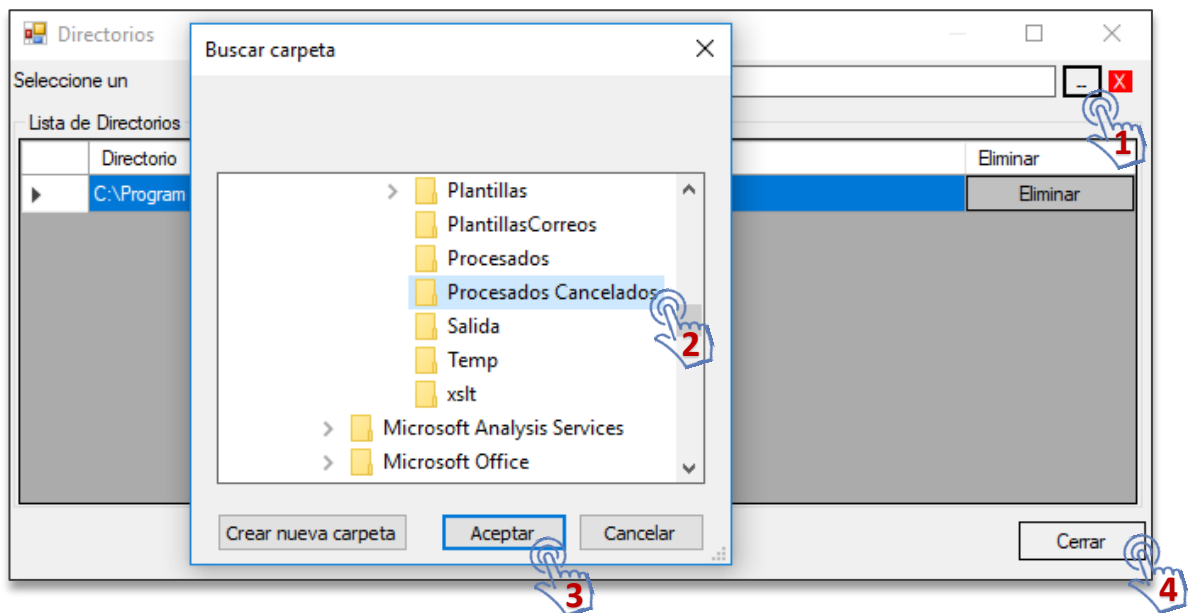 Directorios
Buscar carpeta
Seleccione un
..
X
1
Lista de Directorios
Directorio
Eliminar
C:\Program
Eliminar
Plantillas
PlantillasCorreos
Procesados
Procesados Cancelados
2
Salida
Temp
xslt
Microsoft Analysis Services
Microsoft Office
Crear nueva carpeta
Aceptar
Cancelar
3
Cerrar
4